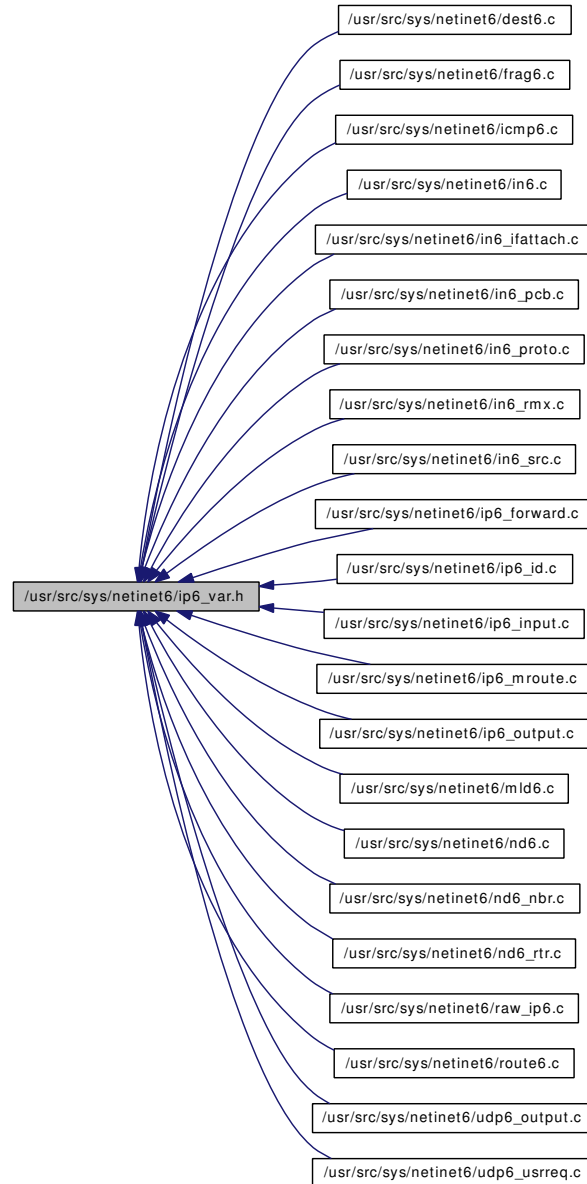 /usr/src/sys/netinet6/dest6.c
/usr/src/sys/netinet6/frag6.c
/usr/src/sys/netinet6/icmp6.c
/usr/src/sys/netinet6/in6.c
/usr/src/sys/netinet6/in6_ifattach.c
/usr/src/sys/netinet6/in6_pcb.c
/usr/src/sys/netinet6/in6_proto.c
/usr/src/sys/netinet6/in6_rmx.c
/usr/src/sys/netinet6/in6_src.c
/usr/src/sys/netinet6/ip6_forward.c
/usr/src/sys/netinet6/ip6_id.c
/usr/src/sys/netinet6/ip6_var.h
/usr/src/sys/netinet6/ip6_input.c
/usr/src/sys/netinet6/ip6_mroute.c
/usr/src/sys/netinet6/ip6_output.c
/usr/src/sys/netinet6/mld6.c
/usr/src/sys/netinet6/nd6.c
/usr/src/sys/netinet6/nd6_nbr.c
/usr/src/sys/netinet6/nd6_rtr.c
/usr/src/sys/netinet6/raw_ip6.c
/usr/src/sys/netinet6/route6.c
/usr/src/sys/netinet6/udp6_output.c
/usr/src/sys/netinet6/udp6_usrreq.c